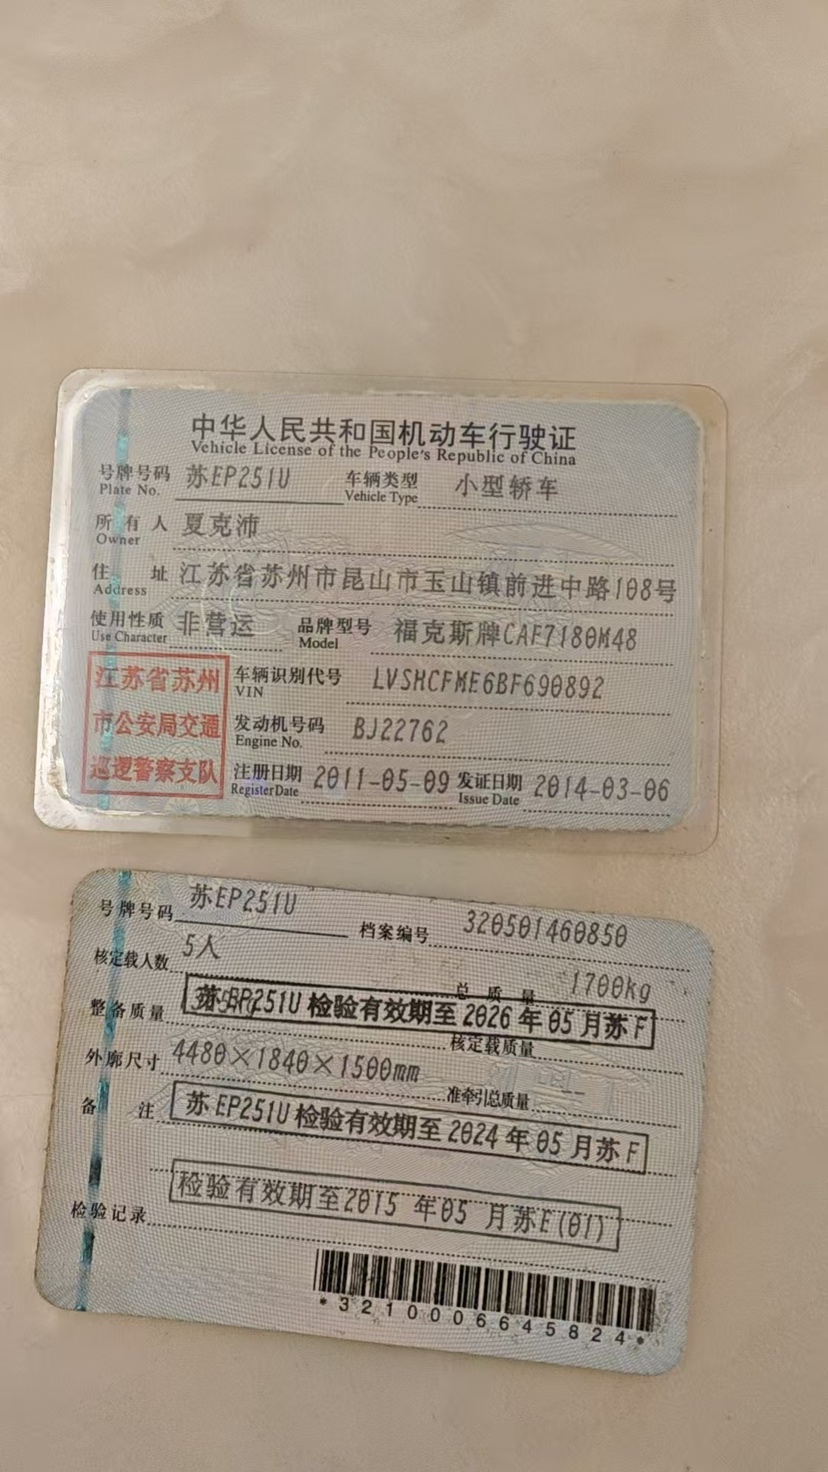 中华人民共和国机动车行驶证
Vehicle License of the People's Republic of China
号牌号码 苏EP251U 车辆类型 小型轿车
Plate No. Vehicle Type
所有人 夏克沛
Owner
住址 江苏省苏州市昆山市玉山镇前进中路108号
Address
使用性质 非营运 品牌型号 福克斯牌CAF7180M48
Use Character Model
江苏省苏州 车辆识别代号 LVSHCFME6BF690892
VIN
市公安局交通 发动机号码 BJ22762
Engine No.
巡逻警察支队 注册日期 2011-05-09 发证日期 2014-03-06
Register Date Issue Date
号牌号码 苏EP251U 档案编号 320501460850
核定载人数 5人 总质量 1700kg
整备质量 苏EP251U 检验有效期至 2026 年 05 月苏 F
核定载质量
外廓尺寸 4480×1840×1500mm 准牵引总质量 --
备注 苏 EP251U 检验有效期至 2024 年 05 月苏 F
检验有效期至2015 年05 月苏E(01)
检验记录
*3210006645824*